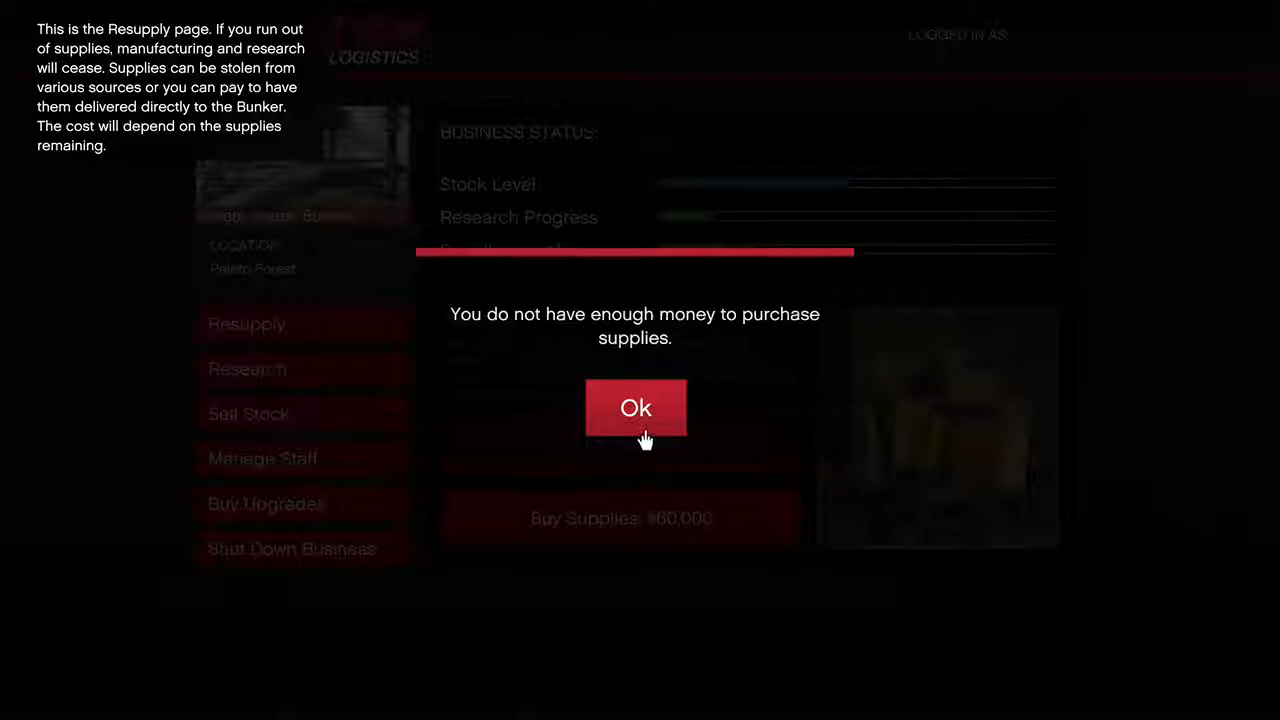 This is the Resupply page. If you run out
of supplies, manufacturing and research
will cease. Supplies can be stolen from
various sources or you can pay to have
them delivered directly to the Bunker.
The cost will depend on the supplies
remaining.
LOGISTICS
LOGGED IN AS:
BUSINESS STATUS:
Stock Level
Research Progress
LOCATION:
Paleto Forest
You do not have enough money to purchase
supplies.
Ok
Resupply
Research
Sell Stock
Manage Staff
Buy Upgrades
Shut Down Business
Buy Supplies: $60,000